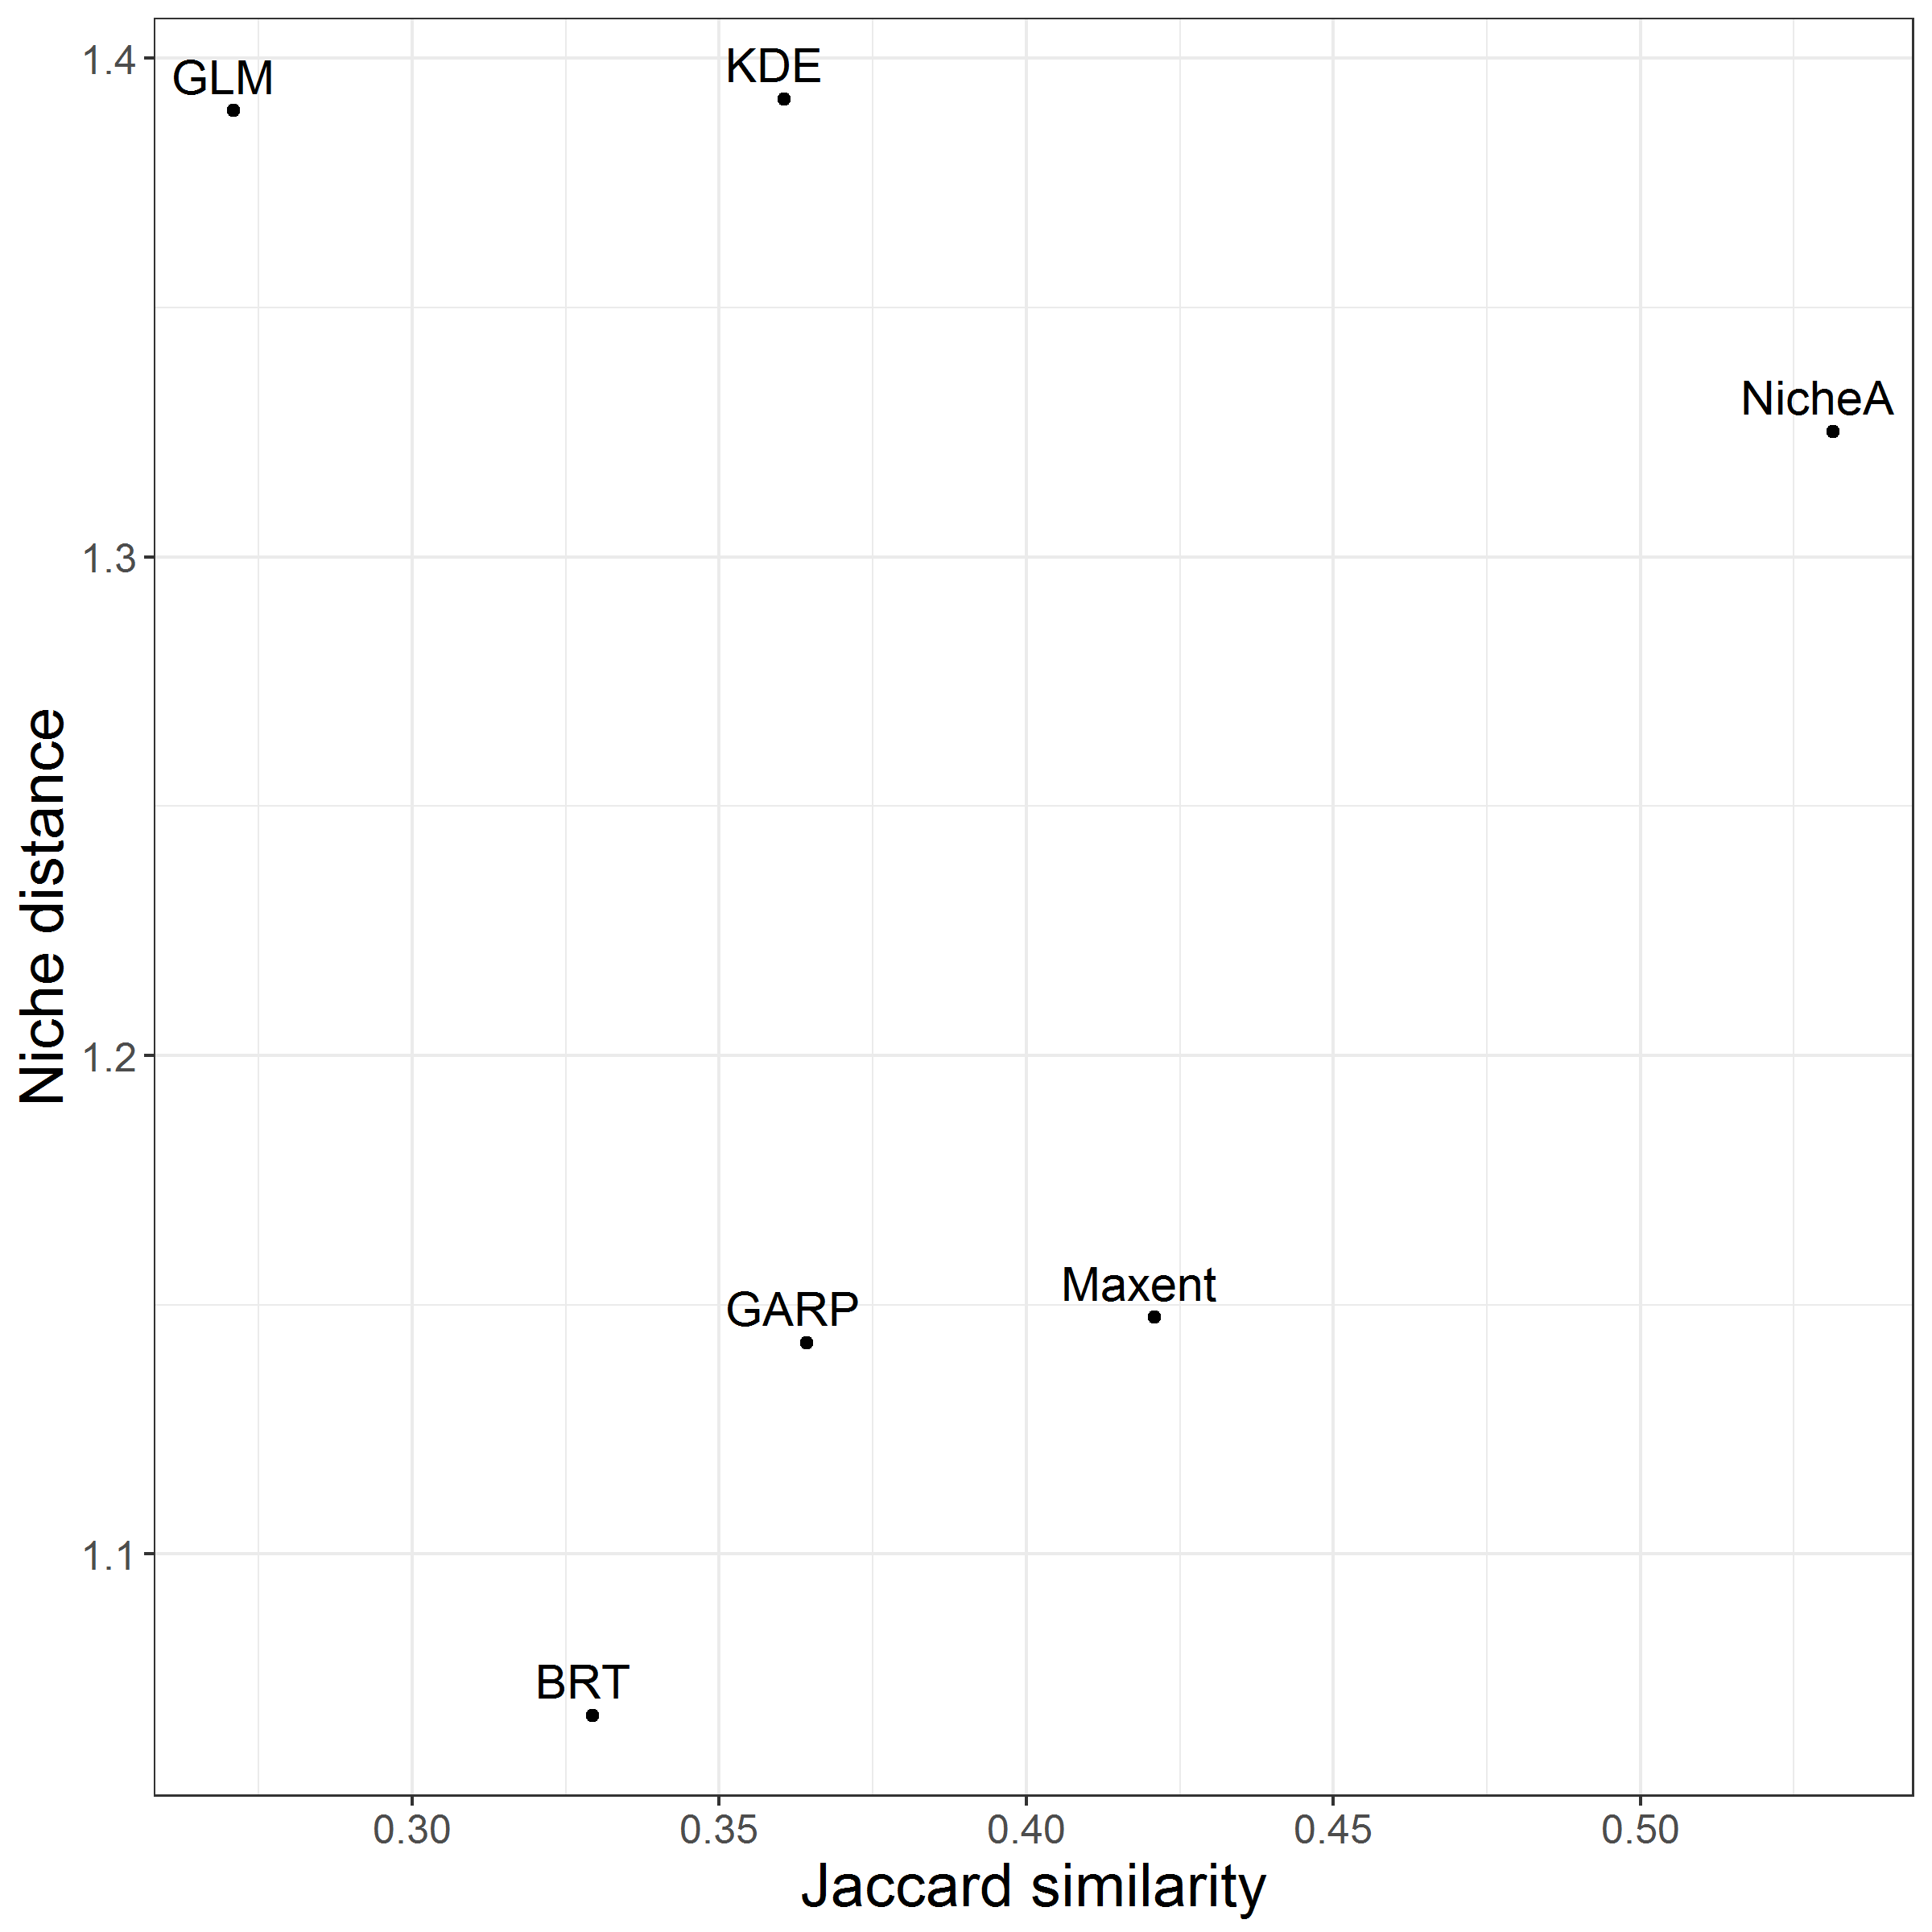 1.4
GLM
KDE
NicheA
1.3
Niche distance
1.2
Maxent
GARP
1.1
BRT
0.30 0.35 0.40 0.45 0.50
Jaccard similarity